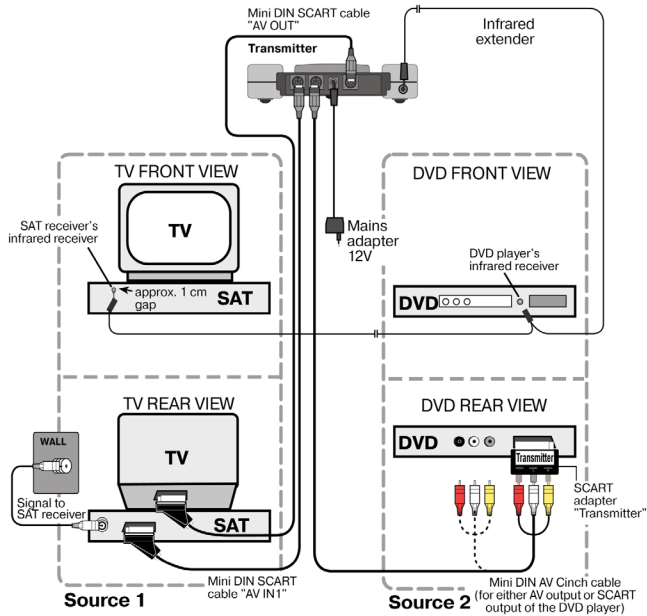 Mini DIN SCART cable
"AV OUT"
Transmitter
Infrared
extender
TV FRONT VIEW
TV
SAT receiver's
infrared receiver
approx. 1 cm
gap
SAT
Mains
adapter
12V
DVD FRONT VIEW
DVD player's
infrared receiver
DVD
TV REAR VIEW
TV
WALL
Signal to
SAT receiver
SAT
Mini DIN SCART
cable "AV IN1"
Source 1
DVD REAR VIEW
DVD
Transmitter
SCART
adapter
"Transmitter"
Mini DIN AV Cinch cable
(for either AV output or SCART
output of the DVD player)
Source 2